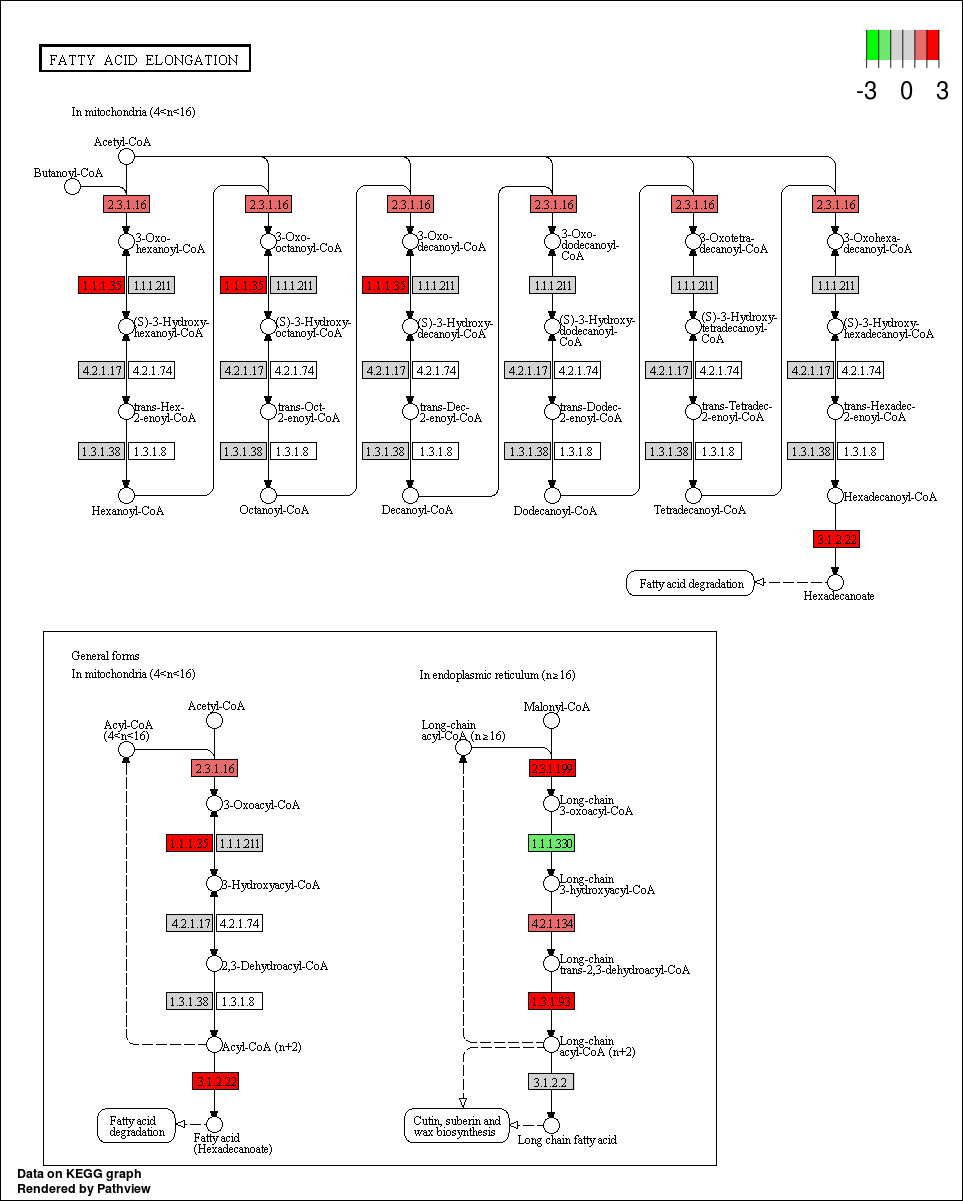 FATTY ACID ELONGATION
-3 0 3
In mitochondria (4<n<16)
Acetyl-CoA
Butanoyl-CoA
2.3.1.16 2.3.1.16 2.3.1.16 2.3.1.16 2.3.1.16 2.3.1.16
3-Oxo- 3-Oxo- 3-Oxo- 3-Oxo- 3-Oxotetra- 3-Oxohexa-
hexanoyl-CoA octanoyl-CoA decanoyl-CoA dodecanoyl- decanoyl-CoA decanoyl-CoA
CoA
1.1.1.35 1.1.1.211 1.1.1.35 1.1.1.211 1.1.1.35 1.1.1.211 1.1.1.211 1.1.1.211 1.1.1.211
(S)-3-Hydroxy- (S)-3-Hydroxy- (S)-3-Hydroxy- (S)-3-Hydroxy- (S)-3-Hydroxy- (S)-3-Hydroxy-
hexanoyl-CoA octanoyl-CoA decanoyl-CoA dodecanoyl- tetradecanoyl- hexadecanoyl-CoA
CoA CoA
4.2.1.17 4.2.1.74 4.2.1.17 4.2.1.74 4.2.1.17 4.2.1.74 4.2.1.17 4.2.1.74 4.2.1.17 4.2.1.74 4.2.1.17 4.2.1.74
trans-Hex- trans-Oct- trans-Dec- trans-Dodec- trans-Tetradec- trans-Hexadec-
2-enoyl-CoA 2-enoyl-CoA 2-enoyl-CoA 2-enoyl-CoA 2-enoyl-CoA 2-enoyl-CoA
1.3.1.38 1.3.1.8 1.3.1.38 1.3.1.8 1.3.1.38 1.3.1.8 1.3.1.38 1.3.1.8 1.3.1.38 1.3.1.8 1.3.1.38 1.3.1.8
Hexanoyl-CoA Octanoyl-CoA Decanoyl-CoA Dodecanoyl-CoA Tetradecanoyl-CoA Hexadecanoyl-CoA
3.1.2.22
Fatty acid degradation
Hexadecanoate
General forms
In mitochondria (4<n<16)
Acetyl-CoA
Acyl-CoA
(4<n<16)
2.3.1.16
3-Oxoacyl-CoA
1.1.1.35 1.1.1.211
3-Hydroxyacyl-CoA
4.2.1.17 4.2.1.74
2,3-Dehydroacyl-CoA
1.3.1.38 1.3.1.8
Acyl-CoA (n+2)
3.1.2.22
Fatty acid
degradation
Fatty acid
(Hexadecanoate)
In endoplasmic reticulum (n≥16)
Malonyl-CoA
Long-chain
acyl-CoA (n≥16)
2.3.1.199
Long-chain
3-oxoacyl-CoA
1.1.1.330
Long-chain
3-hydroxyacyl-CoA
4.2.1.134
Long-chain
trans-2,3-dehydroacyl-CoA
1.3.1.93
Long-chain
acyl-CoA (n+2)
3.1.2.2
Cutin, suberin and
wax biosynthesis
Long chain fatty acid
Data on KEGG graph
Rendered by Pathview